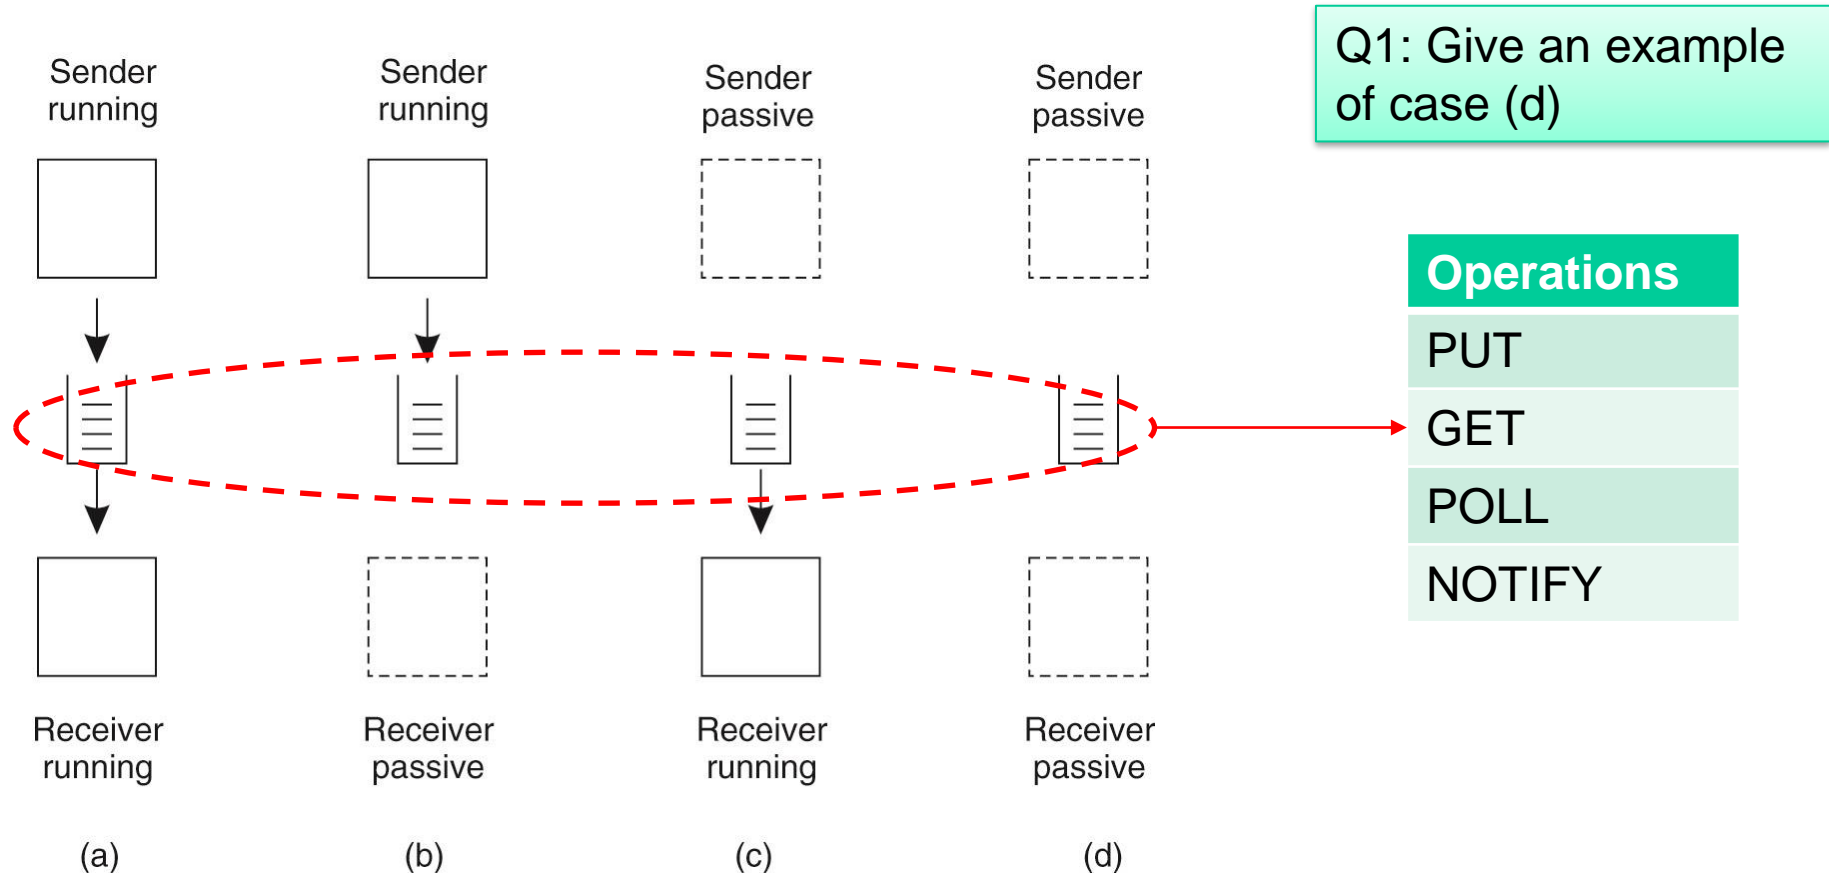 Sender
running
Sender
running
Sender
passive
Sender
passive
Q1: Give an example
of case (d)
Operations
PUT
GET
POLL
NOTIFY
Receiver
running
Receiver
passive
Receiver
running
Receiver
passive
(a)
(b)
(c)
(d)